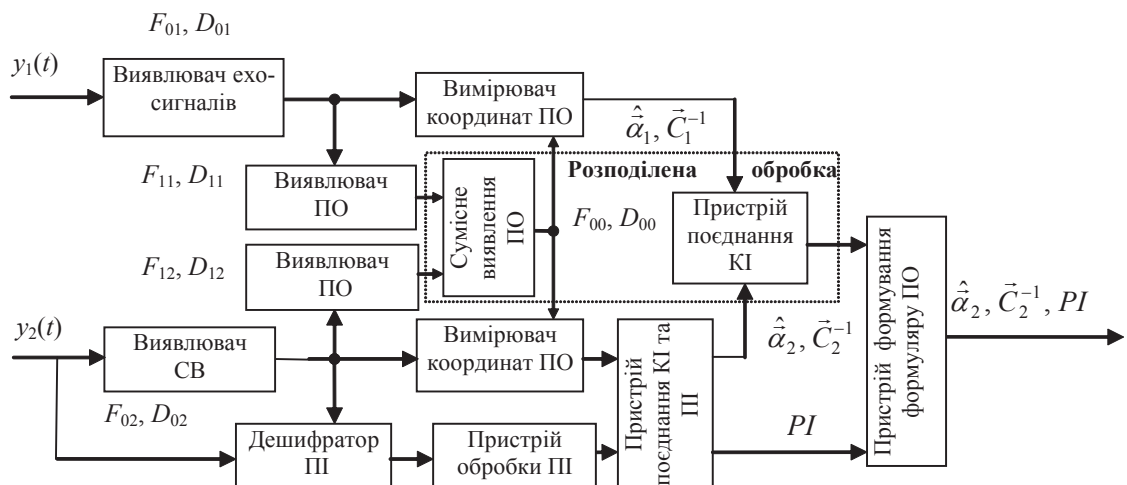 F₀₁, D₀₁
y₁(t)
Виявлювач ехо-
сигналів
Вимірювач
координат ПО
α̂⃗₁, C⃗₁⁻¹
Розподілена обробка
F₁₁, D₁₁
Виявлювач
ПО
Сумісне
виявлення
ПО
F₀₀, D₀₀
Пристрій
поєднання
КІ
F₁₂, D₁₂
Виявлювач
ПО
Пристрій формування
формуляру ПО
α̂⃗₂, C⃗₂⁻¹, PI
y₂(t)
Виявлювач
СВ
Вимірювач
координат ПО
Пристрій
поєднання КІ та
ПІ
α̂⃗₂, C⃗₂⁻¹
F₀₂, D₀₂
Дешифратор
ПІ
Пристрій
обробки ПІ
PI